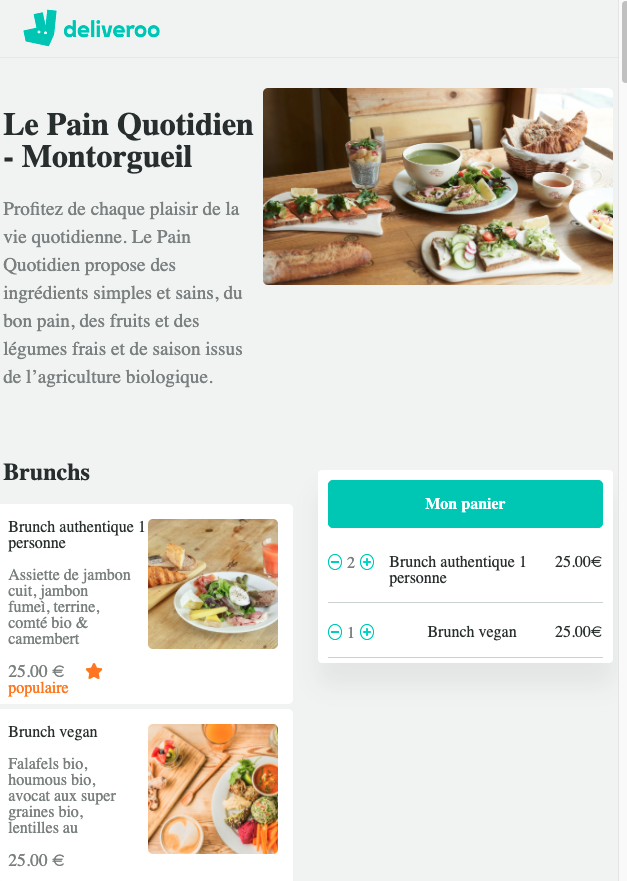 deliveroo
Le Pain Quotidien
- Montorgueil
Profitez de chaque plaisir de la
vie quotidienne. Le Pain
Quotidien propose des
ingrédients simples et sains, du
bon pain, des fruits et des
légumes frais et de saison issus
de l’agriculture biologique.
Brunchs
Brunch authentique 1
personne
Assiette de jambon
cuit, jambon
fumeì, terrine,
comté bio &
camembert
25.00 €
populaire
Brunch vegan
Falafels bio,
houmous bio,
avocat aux super
graines bio,
lentilles au
25.00 €
Mon panier
2 Brunch authentique 1 25.00€
personne
1 Brunch vegan 25.00€